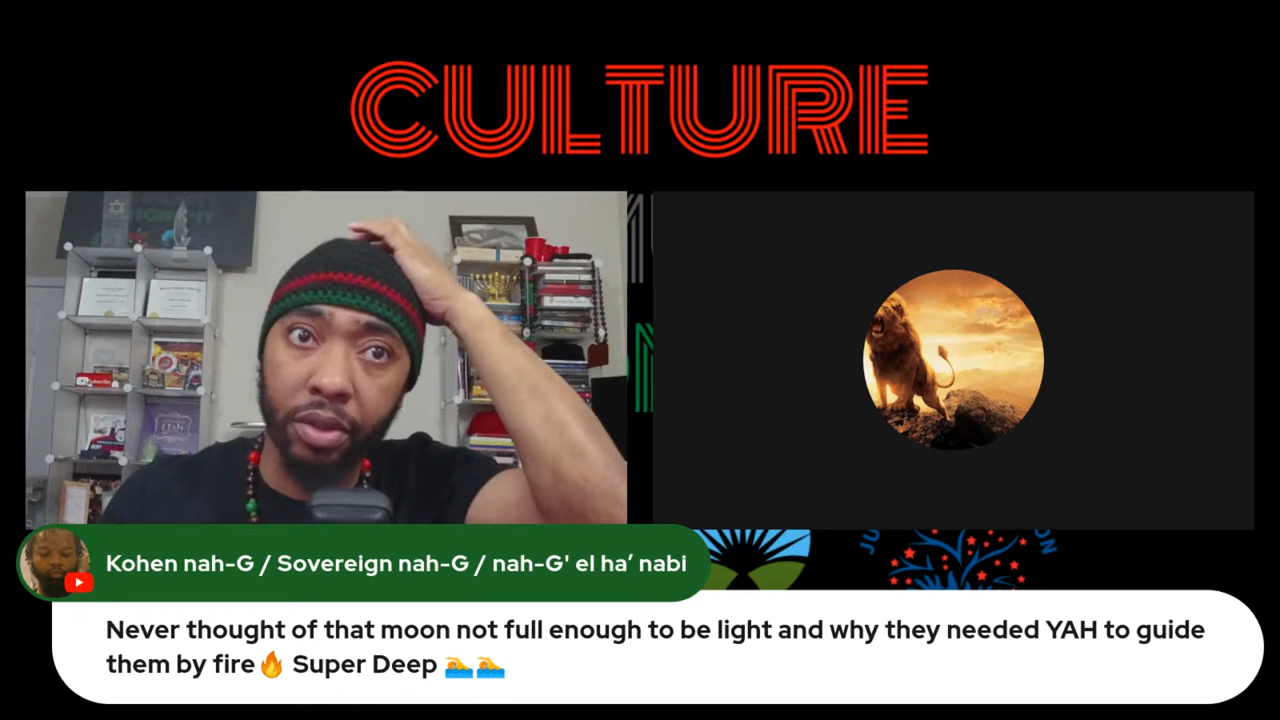 CULTURE
Subscribe
Kohen nah-G / Sovereign nah-G / nah-G' el ha’ nabi
Never thought of that moon not full enough to be light and why they needed YAH to guide
them by fire🔥 Super Deep 🏊🏊